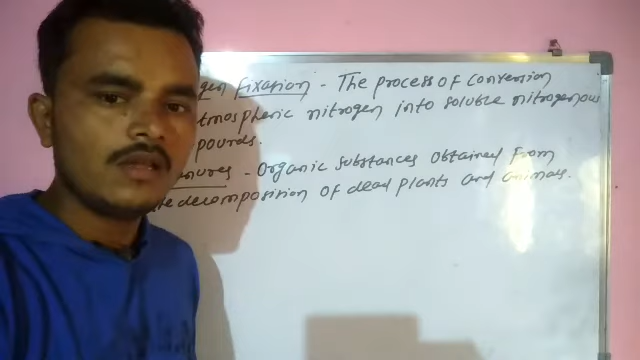 gen fixation - The process of conversion
tmospheric nitrogen into soluble nitrogenous
pounds.
nures - Organic substances obtained from
e decomposition of dead plants and animals.